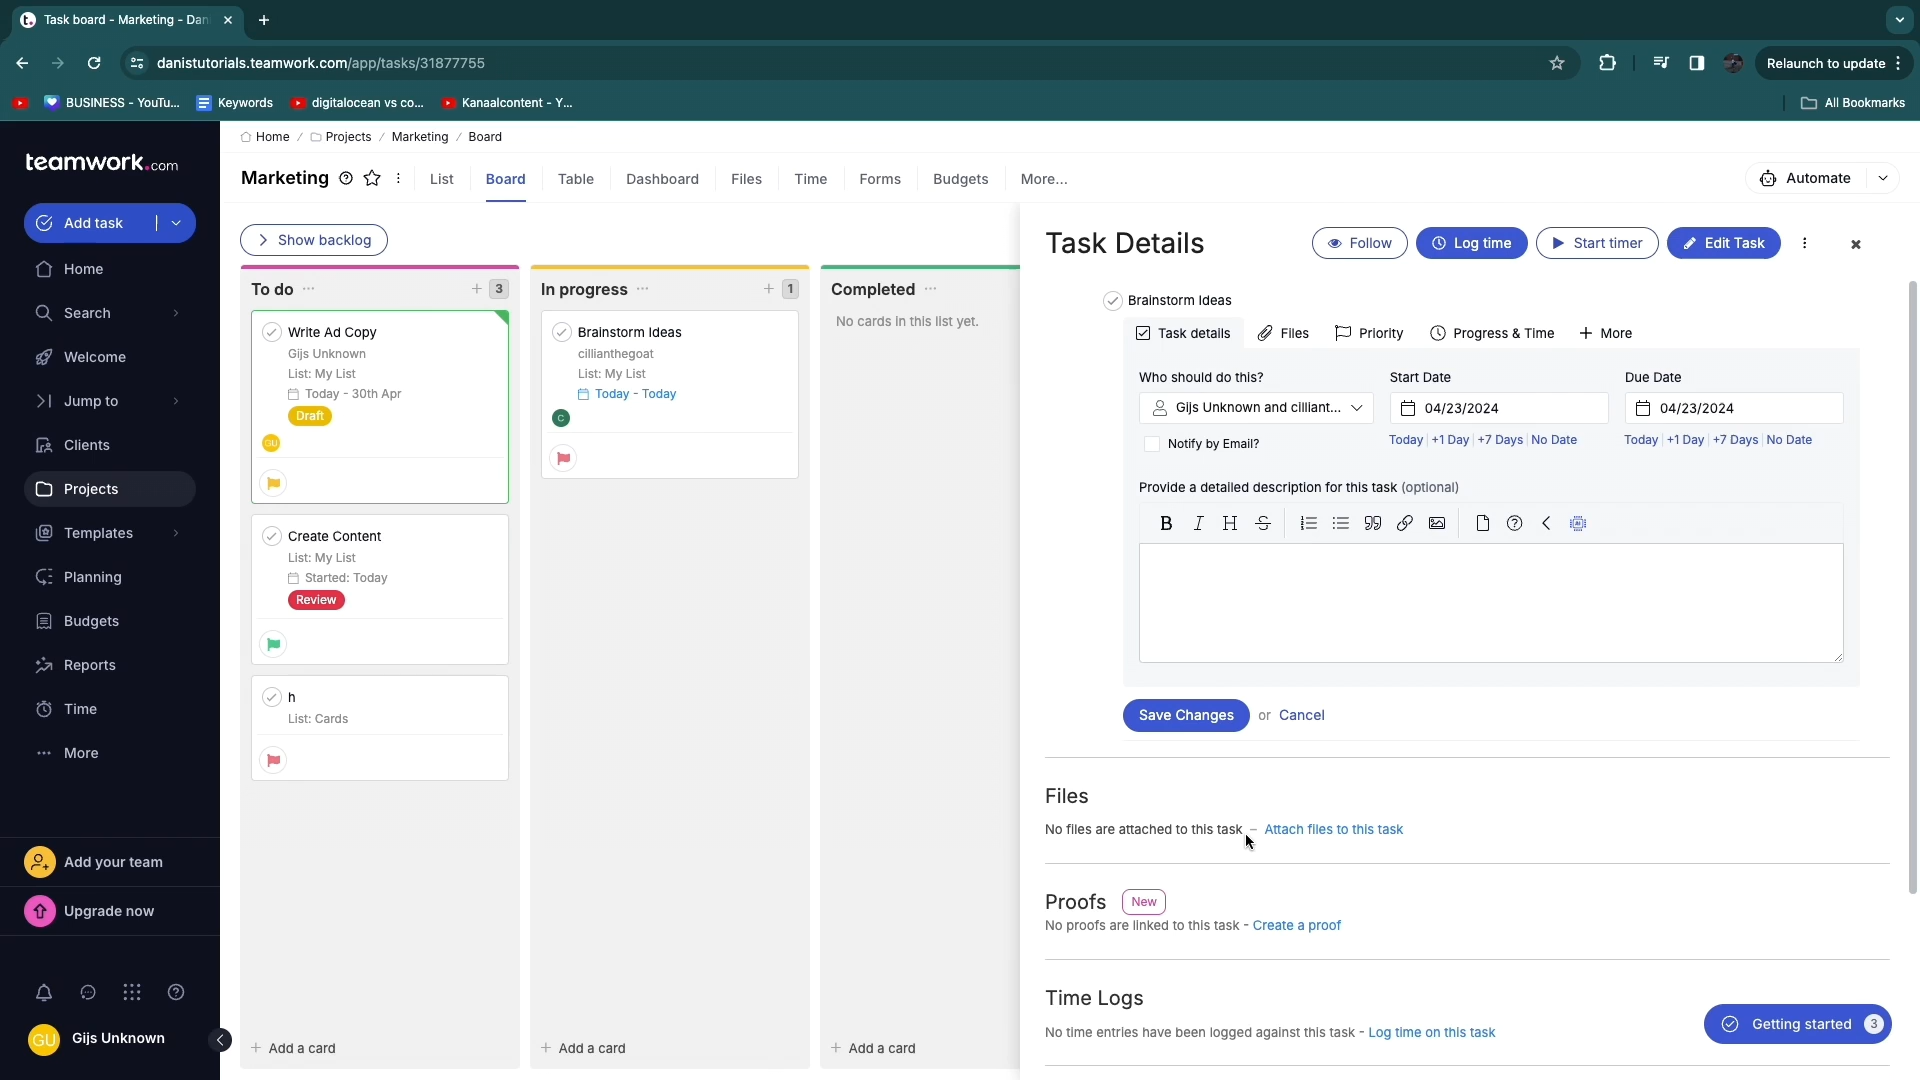 Task board - Marketing - Dan
danistutorials.teamwork.com/app/tasks/31877755
Relaunch to update
BUSINESS - YouTu...
Keywords
digitalocean vs co...
Kanaalcontent - Y...
All Bookmarks
teamwork.com
Add task
Home
Search
Welcome
Jump to
Clients
Projects
Templates
Planning
Budgets
Reports
Time
More
Add your team
Upgrade now
GU Gijs Unknown
Home / Projects / Marketing / Board
Marketing
List
Board
Table
Dashboard
Files
Time
Forms
Budgets
More...
Automate
Show backlog
To do
3
Write Ad Copy
Gijs Unknown
List: My List
Today - 30th Apr
Draft
GU
Create Content
List: My List
Started: Today
Review
h
List: Cards
+ Add a card
In progress
1
Brainstorm Ideas
cillianthegoat
List: My List
Today - Today
C
+ Add a card
Completed
No cards in this list yet.
+ Add a card
Task Details
Follow
Log time
Start timer
Edit Task
Brainstorm Ideas
Task details
Files
Priority
Progress & Time
+ More
Who should do this?
Start Date
Due Date
Gijs Unknown and cilliant...
04/23/2024
04/23/2024
Notify by Email?
Today | +1 Day | +7 Days | No Date
Today | +1 Day | +7 Days | No Date
Provide a detailed description for this task (optional)
B I H S
Save Changes or Cancel
Files
No files are attached to this task – Attach files to this task
Proofs New
No proofs are linked to this task - Create a proof
Time Logs
No time entries have been logged against this task - Log time on this task
Getting started 3